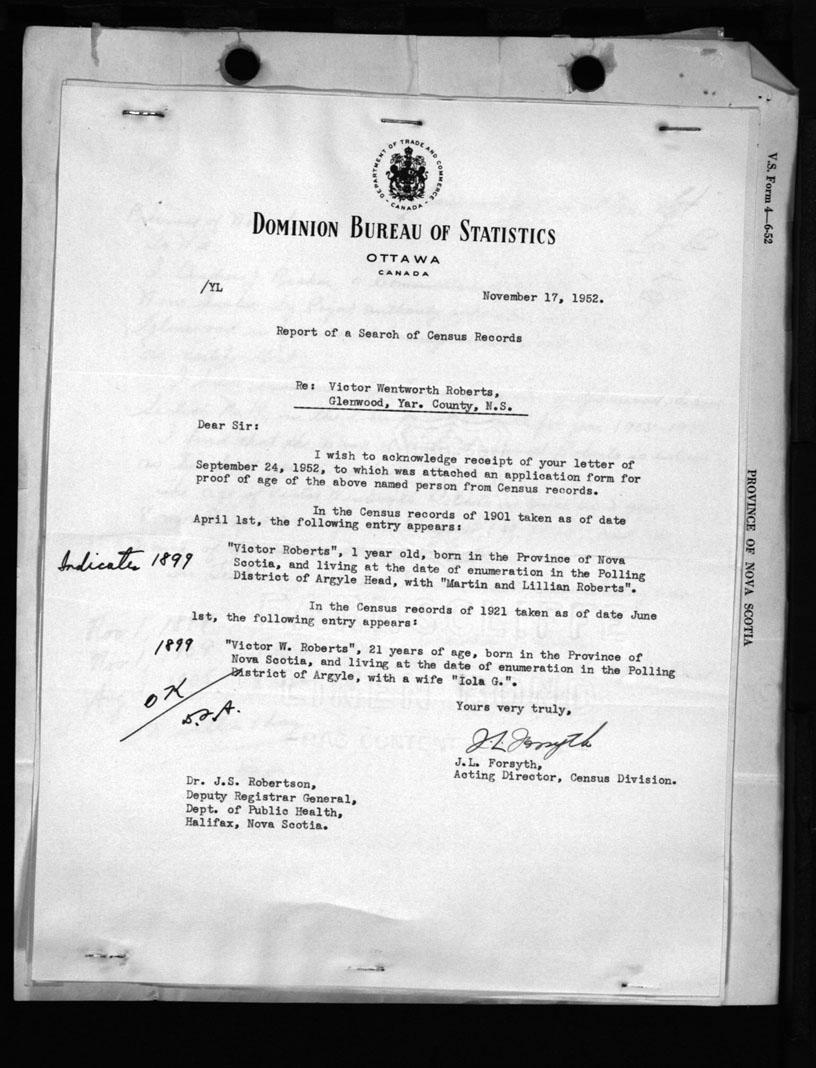 V.S. Form 4—6-52
PROVINCE OF NOVA SCOTIA
DEPARTMENT OF TRADE AND COMMERCE
- CANADA -
DOMINION BUREAU OF STATISTICS
OTTAWA
CANADA
/YL
November 17, 1952.
Report of a Search of Census Records
Re: Victor Wentworth Roberts,
Glenwood, Yar. County, N.S.
Dear Sir:
I wish to acknowledge receipt of your letter of
September 24, 1952, to which was attached an application form for
proof of age of the above named person from Census records.
In the Census records of 1901 taken as of date
April 1st, the following entry appears:
Indicates 1899
"Victor Roberts", 1 year old, born in the Province of Nova
Scotia, and living at the date of enumeration in the Polling
District of Argyle Head, with "Martin and Lillian Roberts".
In the Census records of 1921 taken as of date June
1st, the following entry appears:
1899
"Victor W. Roberts", 21 years of age, born in the Province of
Nova Scotia, and living at the date of enumeration in the Polling
District of Argyle, with a wife "Iola G.".
OK
Yours very truly,
J.L. Forsyth
J.L. Forsyth,
Acting Director, Census Division.
Dr. J.S. Robertson,
Deputy Registrar General,
Dept. of Public Health,
Halifax, Nova Scotia.